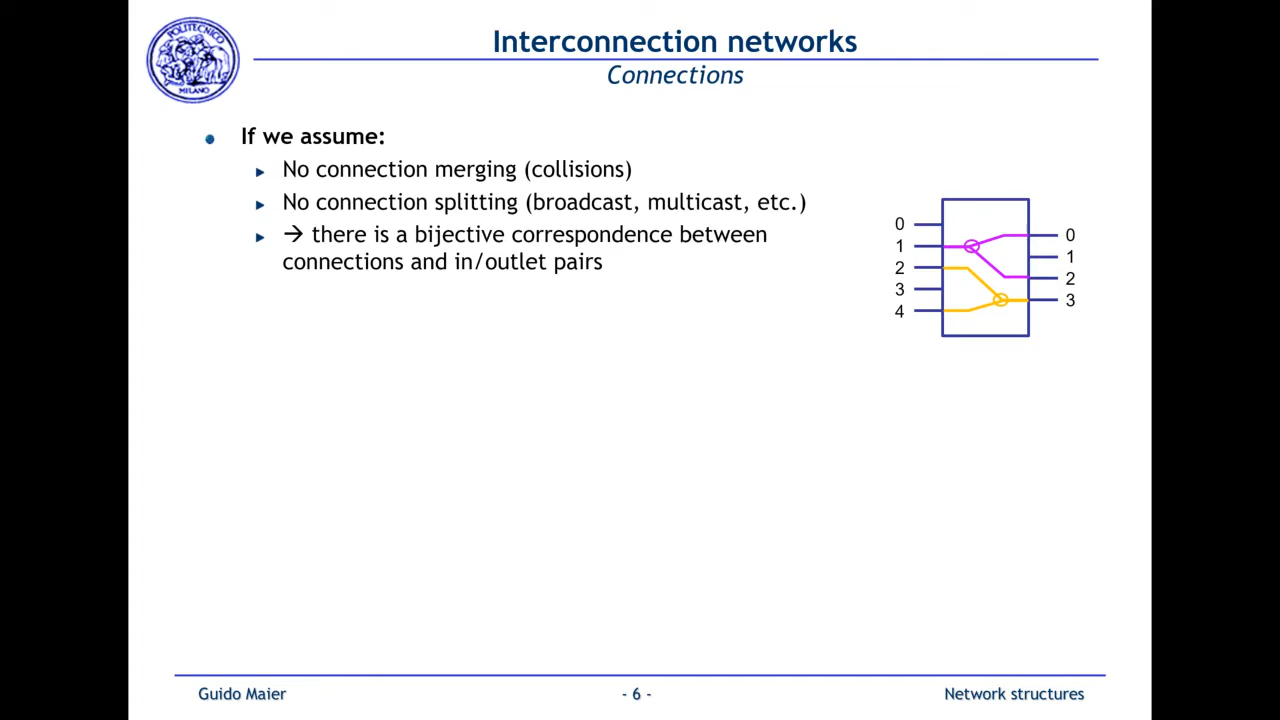 POLITECNICO
MILANO
Interconnection networks
Connections
If we assume:
No connection merging (collisions)
No connection splitting (broadcast, multicast, etc.)
→ there is a bijective correspondence between
connections and in/outlet pairs
0
1
2
3
4
0
1
2
3
Guido Maier
- 6 -
Network structures